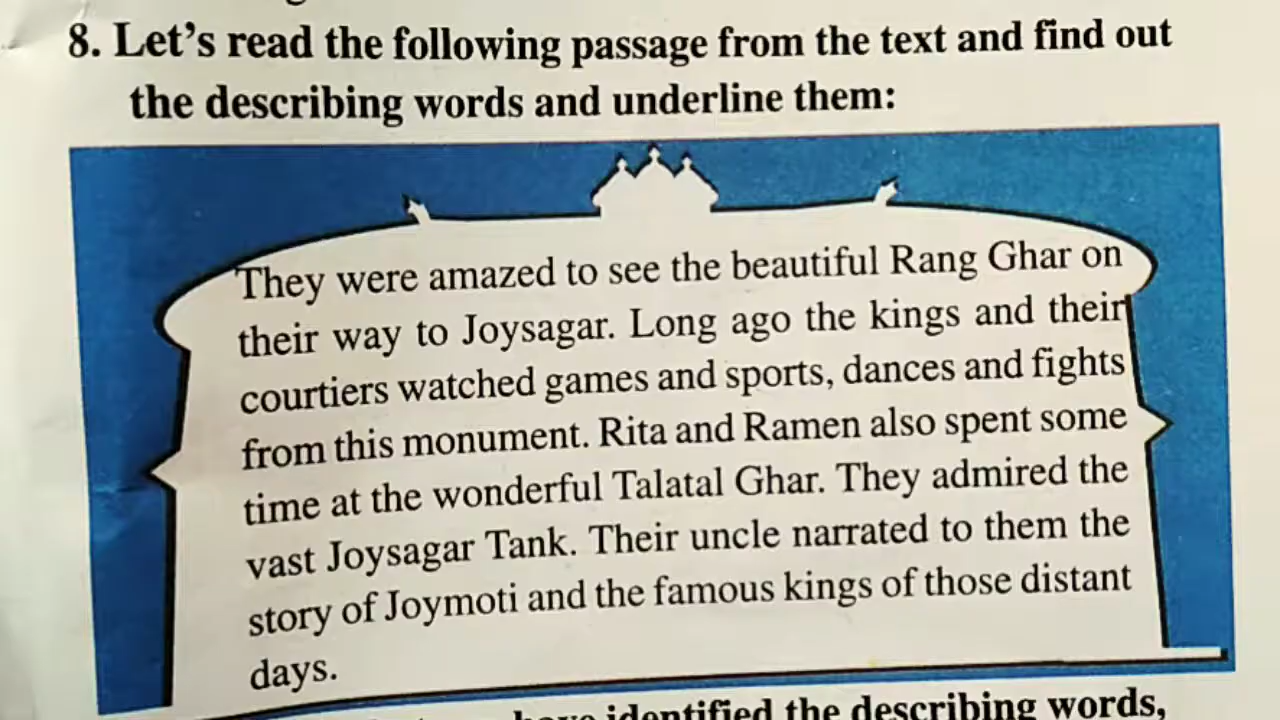 8. Let's read the following passage from the text and find out
the describing words and underline them:
They were amazed to see the beautiful Rang Ghar on
their way to Joysagar. Long ago the kings and their
courtiers watched games and sports, dances and fights
from this monument. Rita and Ramen also spent some
time at the wonderful Talatal Ghar. They admired the
vast Joysagar Tank. Their uncle narrated to them the
story of Joymoti and the famous kings of those distant
days.
have identified the describing words,